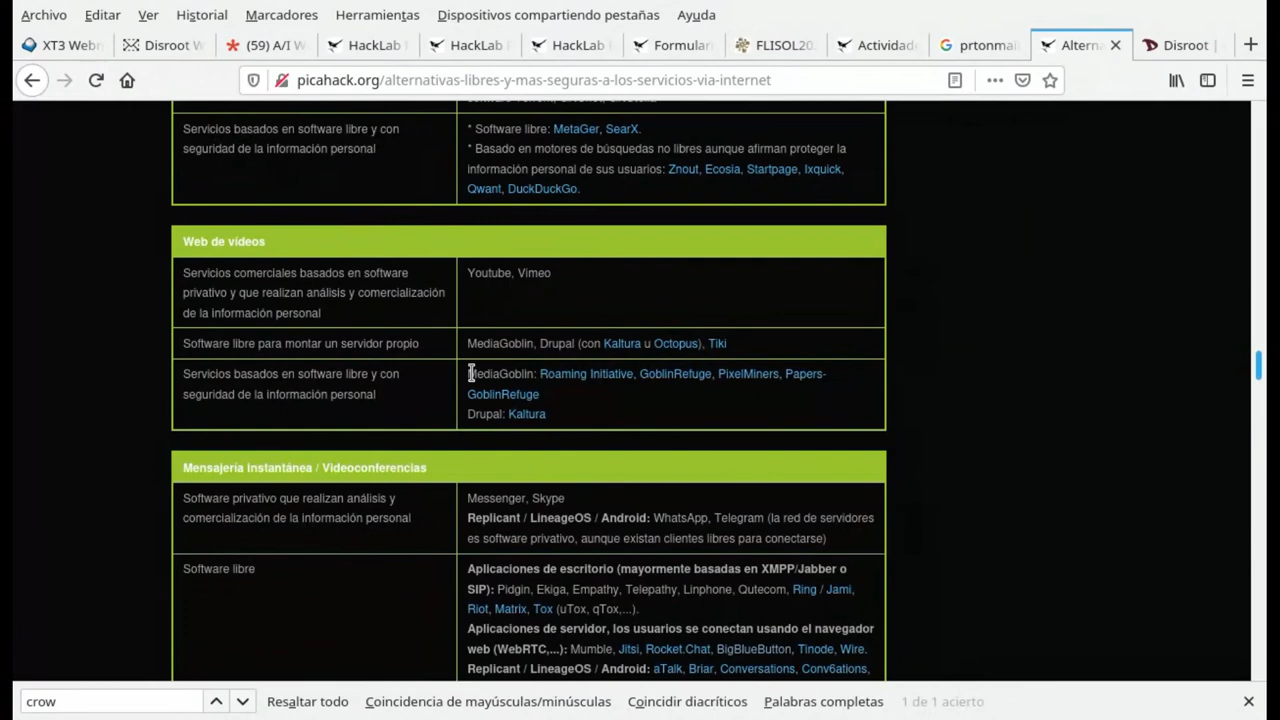 Archivo Editar Ver Historial Marcadores Herramientas Dispositivos compartiendo pestañas Ayuda
XT3 Webm Disroot W (59) A/I W HackLab HackLab HackLab Formular FLISOL20 Actividad prtonmai Altern Disroot |
picahack.org/alternativas-libres-y-mas-seguras-a-los-servicios-via-internet
Servicios basados en software libre y con
seguridad de la información personal
* Software libre: MetaGer, SearX.
* Basado en motores de búsquedas no libres aunque afirman proteger la
información personal de sus usuarios: Znout, Ecosia, Startpage, Ixquick,
Qwant, DuckDuckGo.
Web de vídeos
Servicios comerciales basados en software
privativo y que realizan análisis y comercialización
de la información personal
Youtube, Vimeo
Software libre para montar un servidor propio
MediaGoblin, Drupal (con Kaltura u Octopus), Tiki
Servicios basados en software libre y con
seguridad de la información personal
MediaGoblin: Roaming Initiative, GoblinRefuge, PixelMiners, Papers-
GoblinRefuge
Drupal: Kaltura
Mensajería instantánea / Videoconferencias
Software privativo que realizan análisis y
comercialización de la información personal
Messenger, Skype
Replicant / LineageOS / Android: WhatsApp, Telegram (la red de servidores
es software privativo, aunque existan clientes libres para conectarse)
Software libre
Aplicaciones de escritorio (mayormente basadas en XMPP/Jabber o
SIP): Pidgin, Ekiga, Empathy, Telepathy, Linphone, Qutecom, Ring / Jami,
Riot, Matrix, Tox (uTox, qTox,...).
Aplicaciones de servidor, los usuarios se conectan usando el navegador
web (WebRTC,...): Mumble, Jitsi, Rocket.Chat, BigBlueButton, Tinode, Wire.
Replicant / LineageOS / Android: aTalk, Briar, Conversations, Conv6ations,
crow Resaltar todo Coincidencia de mayúsculas/minúsculas Coincidir diacríticos Palabras completas 1 de 1 acierto